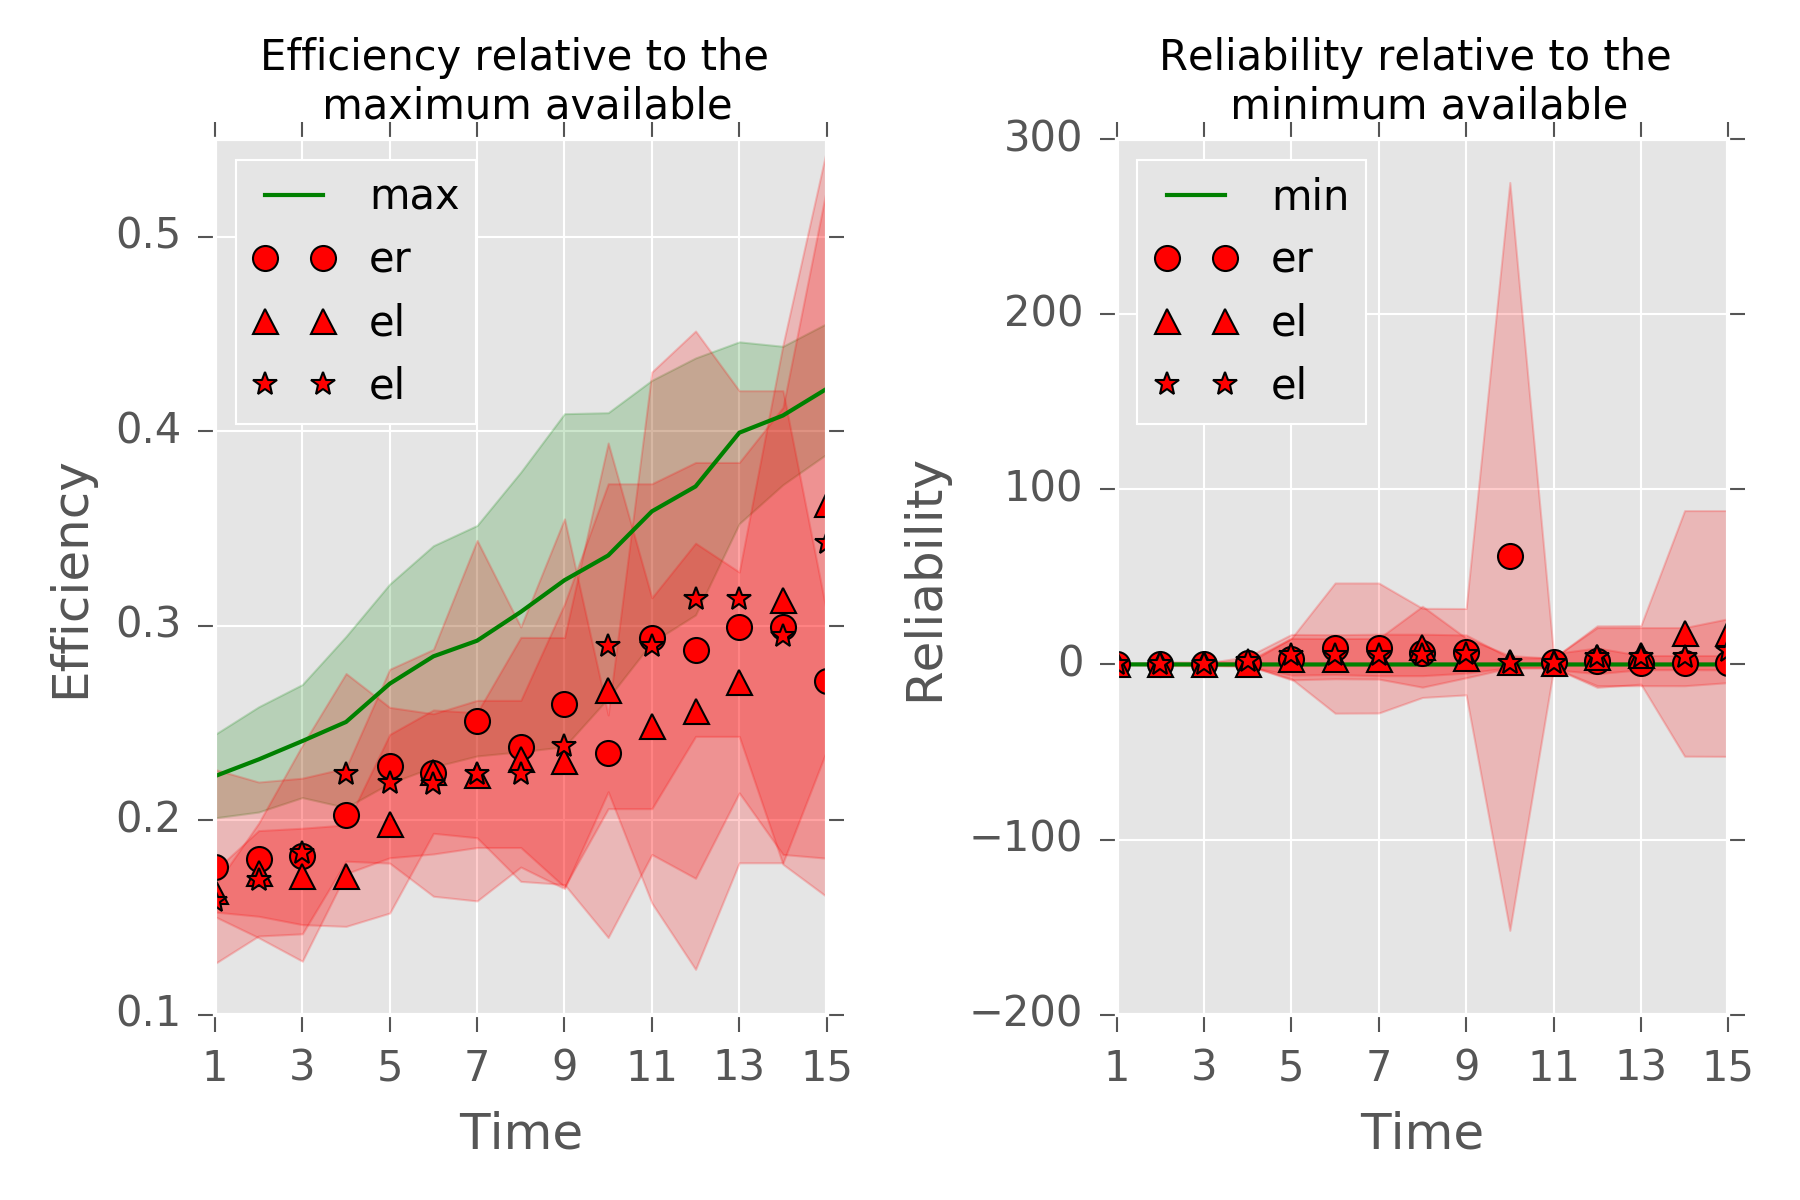 Efficiency relative to the
maximum available
max
er
el
el
0.5
0.4
0.3
0.2
0.1
Efficiency
1 3 5 7 9 11 13 15
Time
Reliability relative to the
minimum available
min
er
el
el
300
200
100
0
−100
−200
Reliability
1 3 5 7 9 11 13 15
Time